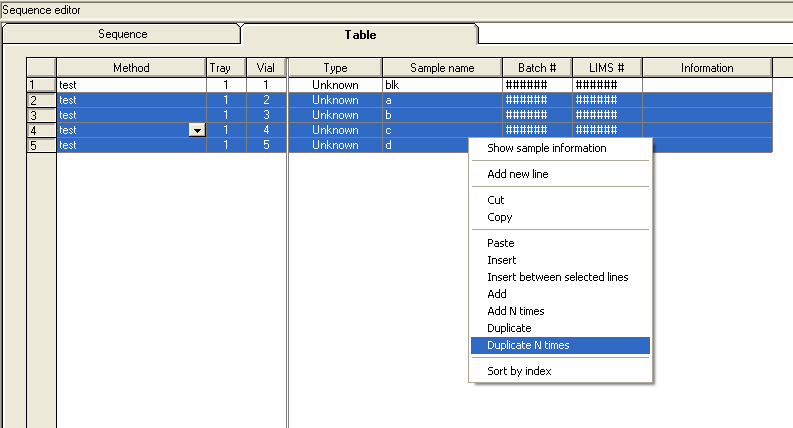 Sequence editor
Sequence Table
Method Tray Vial Type Sample name Batch # LIMS # Information
1 test 1 1 Unknown blk ###### ######
2 test 1 2 Unknown a ###### ######
3 test 1 3 Unknown b ###### ######
4 test 1 4 Unknown c ###### ######
5 test 1 5 Unknown d
Show sample information
Add new line
Cut
Copy
Paste
Insert
Insert between selected lines
Add
Add N times
Duplicate
Duplicate N times
Sort by index